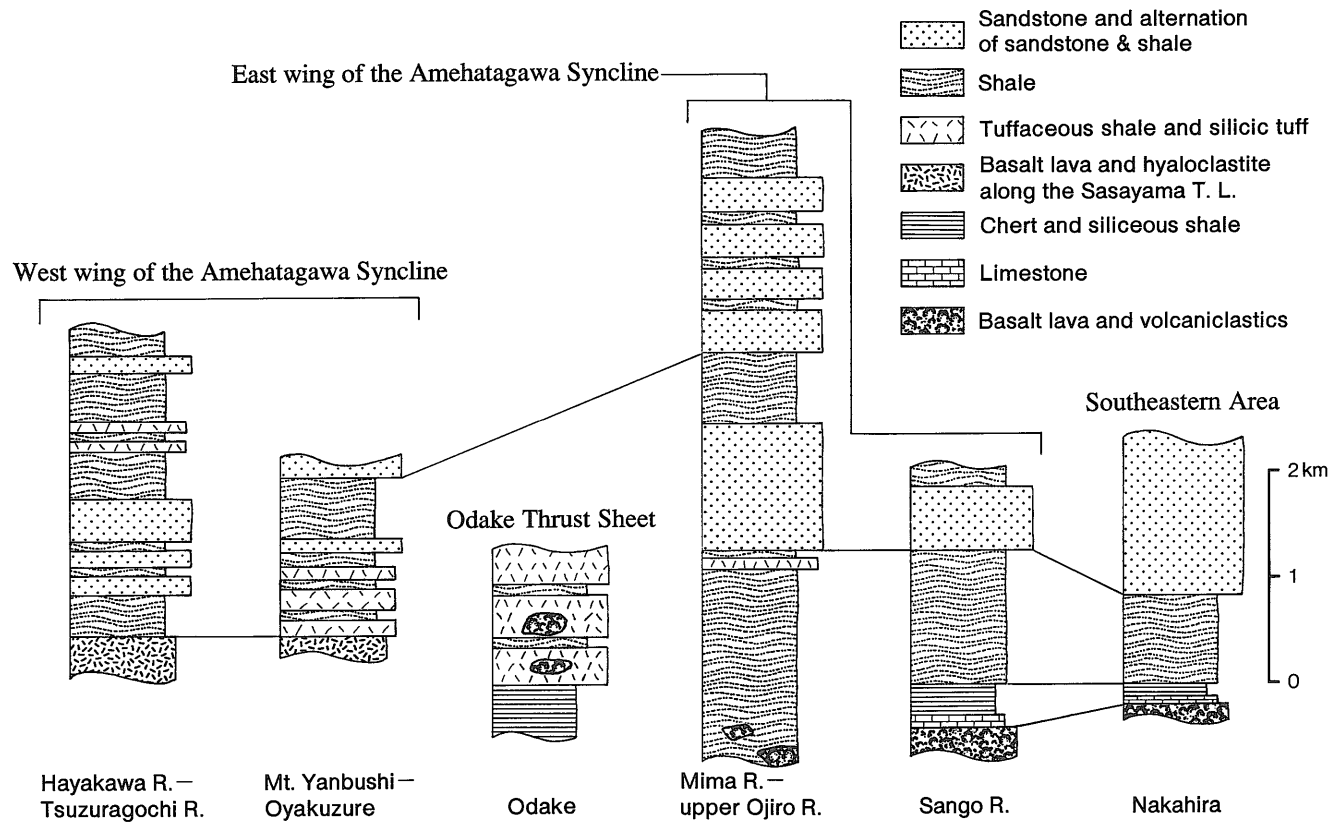 Sandstone and alternation
of sandstone & shale
Shale
Tuffaceous shale and silicic tuff
Basalt lava and hyaloclastite
along the Sasayama T. L.
Chert and siliceous shale
Limestone
Basalt lava and volcaniclastics
East wing of the Amehatagawa Syncline
West wing of the Amehatagawa Syncline
Odake Thrust Sheet
Southeastern Area
2 km
1
0
Hayakawa R. —
Tsuzuragochi R.
Mt. Yanbushi —
Oyakuzure
Odake
Mima R. —
upper Ojiro R.
Sango R.
Nakahira